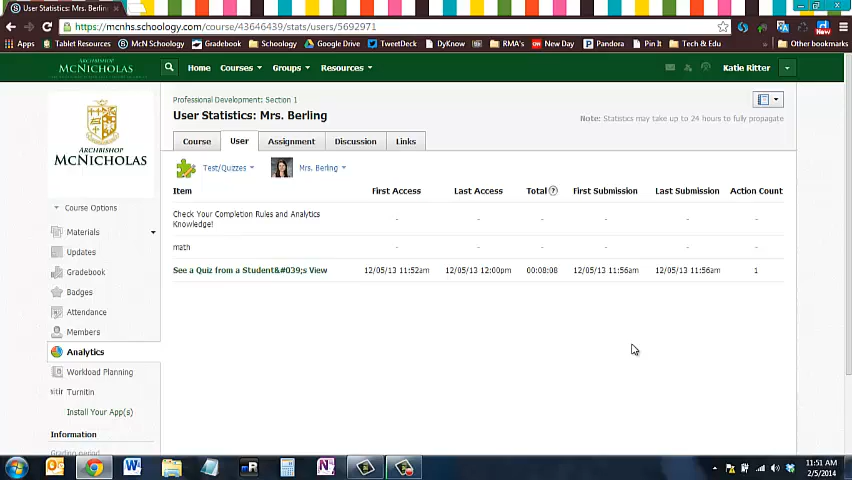 User Statistics: Mrs. Berlin
https://mcnhs.schoology.com/course/43646439/stats/users/5692971
Apps Tablet Resources McN Schoology Gradebook Schoology Google Drive TweetDeck DyKnow RMA's New Day Pandora Pin It Tech & Edu Other bookmarks
New
ARCHBISHOP
McNICHOLAS
Home Courses Groups Resources Katie Ritter
Professional Development: Section 1
User Statistics: Mrs. Berling
Note: Statistics may take up to 24 hours to fully propagate
Course User Assignment Discussion Links
ARCHBISHOP
McNICHOLAS
Test/Quizzes Mrs. Berling
Item First Access Last Access Total ? First Submission Last Submission Action Count
Check Your Completion Rules and Analytics
Knowledge! - - - - - -
math - - - - - -
See a Quiz from a Student&#039;s View 12/05/13 11:52am 12/05/13 12:00pm 00:08:08 12/05/13 11:56am 12/05/13 11:56am 1
Course Options
Materials
Updates
Gradebook
Badges
Attendance
Members
Analytics
Workload Planning
Turnitin
Install Your App(s)
Information
Grading period
11:51 AM
2/5/2014